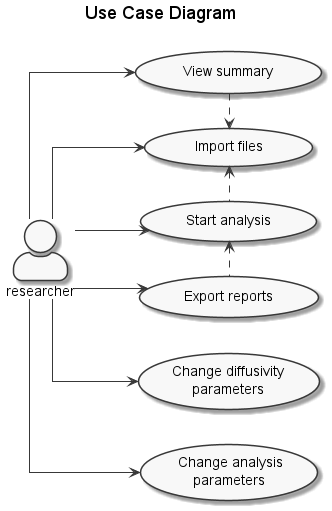 Use Case Diagram
View summary
Import files
Start analysis
researcher
Export reports
Change diffusivity
parameters
Change analysis
parameters